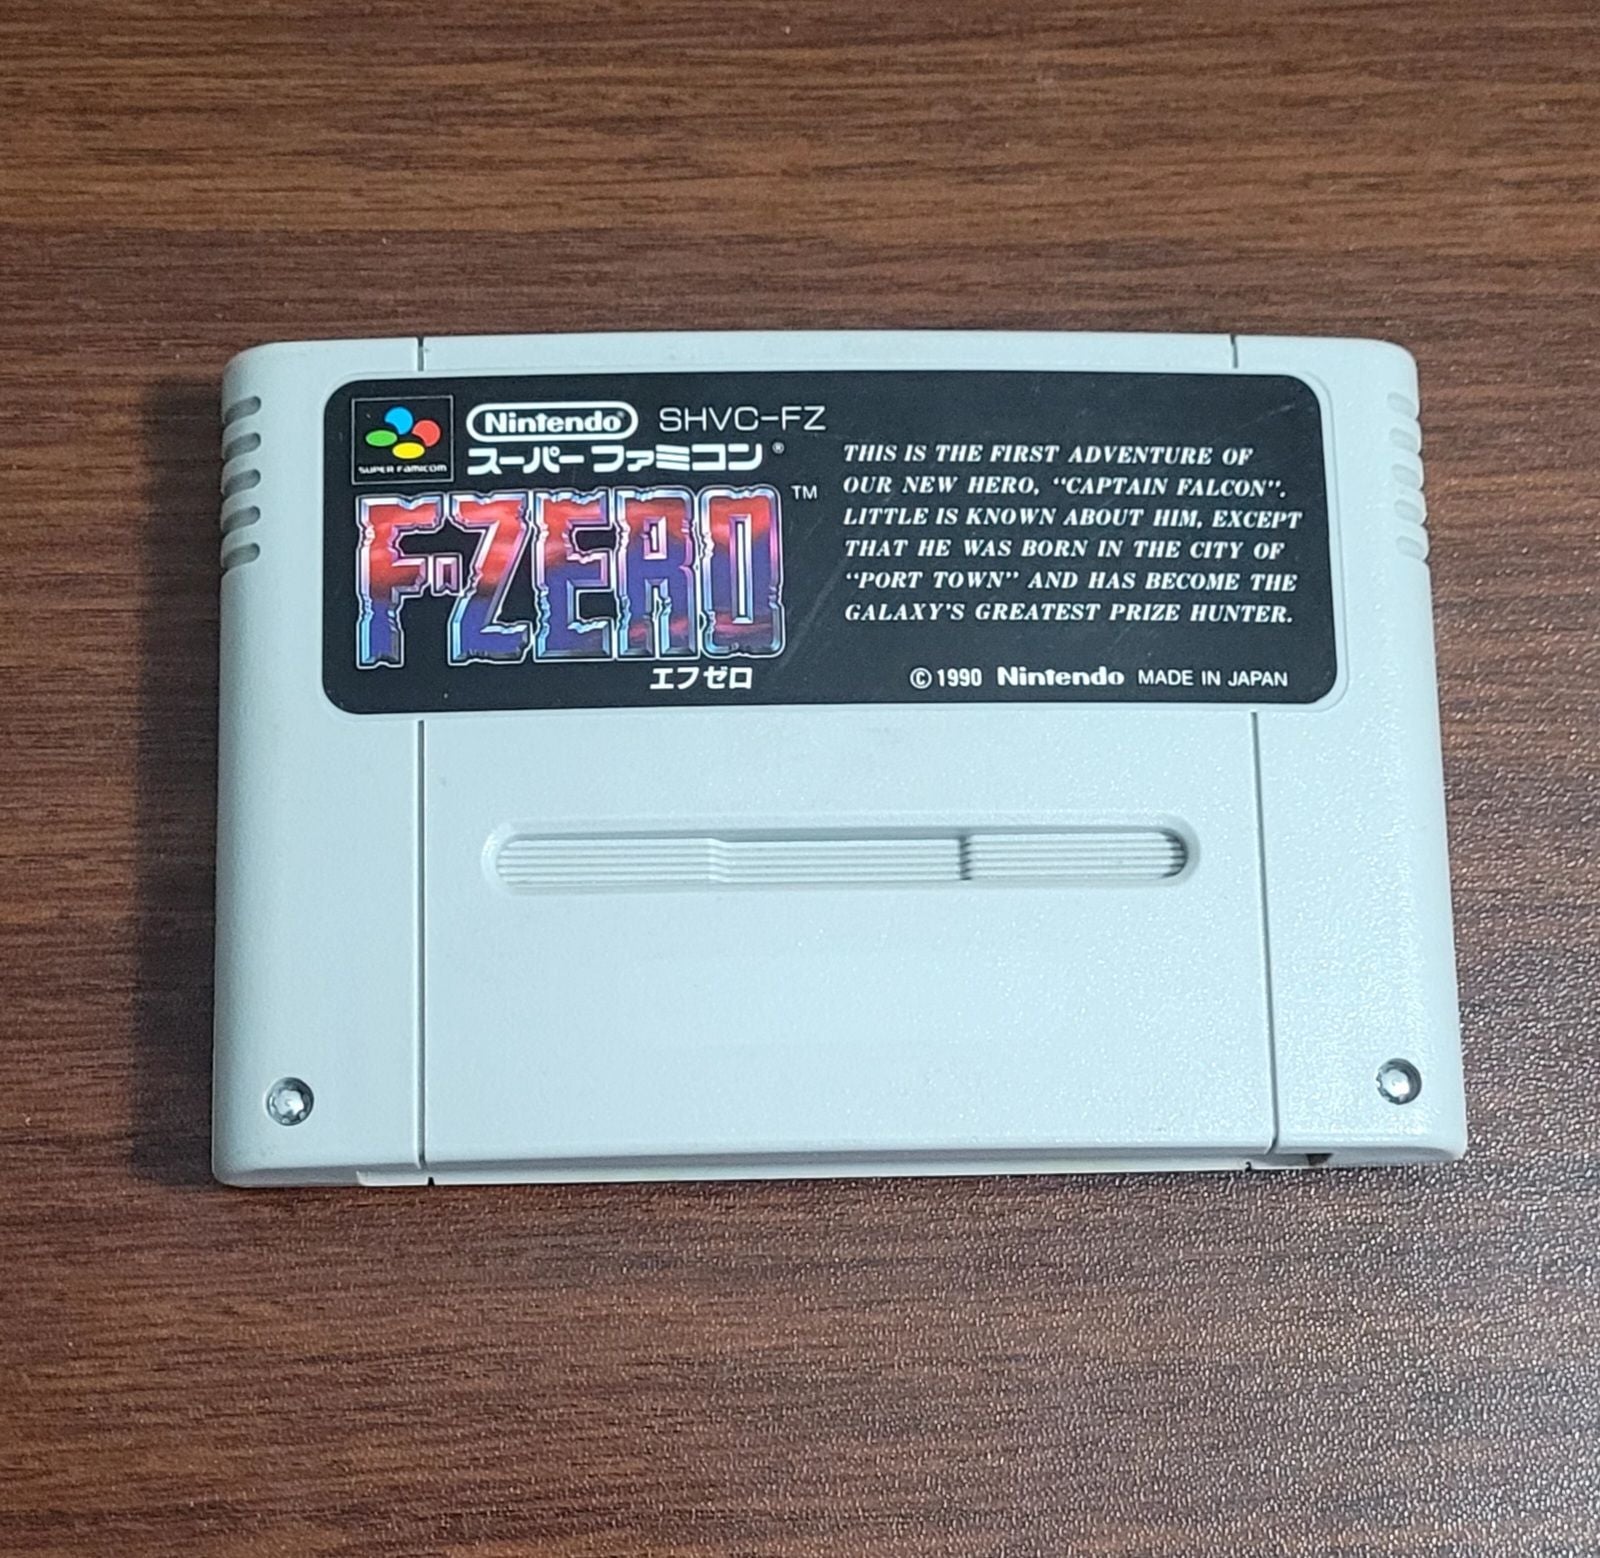 Nintendo SHVC-FZ
スーパーファミコン®
SUPER FAMICOM
F-ZERO TM
エフゼロ
THIS IS THE FIRST ADVENTURE OF
OUR NEW HERO, "CAPTAIN FALCON".
LITTLE IS KNOWN ABOUT HIM, EXCEPT
THAT HE WAS BORN IN THE CITY OF
"PORT TOWN" AND HAS BECOME THE
GALAXY'S GREATEST PRIZE HUNTER.
© 1990 Nintendo MADE IN JAPAN